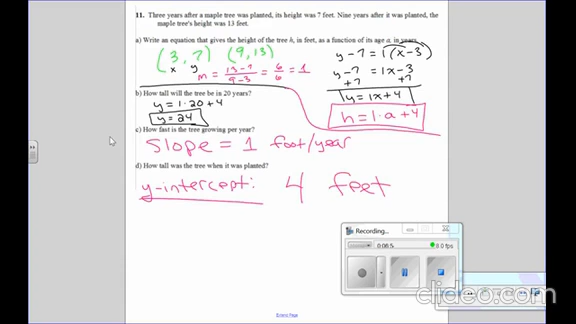 11. Three years after a maple tree was planted, its height was 7 feet. Nine years after it was planted, the
maple tree's height was 13 feet.
a) Write an equation that gives the height of the tree h, in feet, as a function of its age a, in years.
(3, 7) (9, 13)
x y
m = 13-7/9-3 = 6/6 = 1
y-7 = 1(x-3)
y-7 = 1x-3
+7 +7
y = 1x+4
h = 1·a+4
b) How tall will the tree be in 20 years?
y = 1·20+4
y = 24
c) How fast is the tree growing per year?
slope = 1 foot/year
d) How tall was the tree when it was planted?
y-intercept: 4 feet
Recording...
8.0 fps
clideo.com
Extend Page